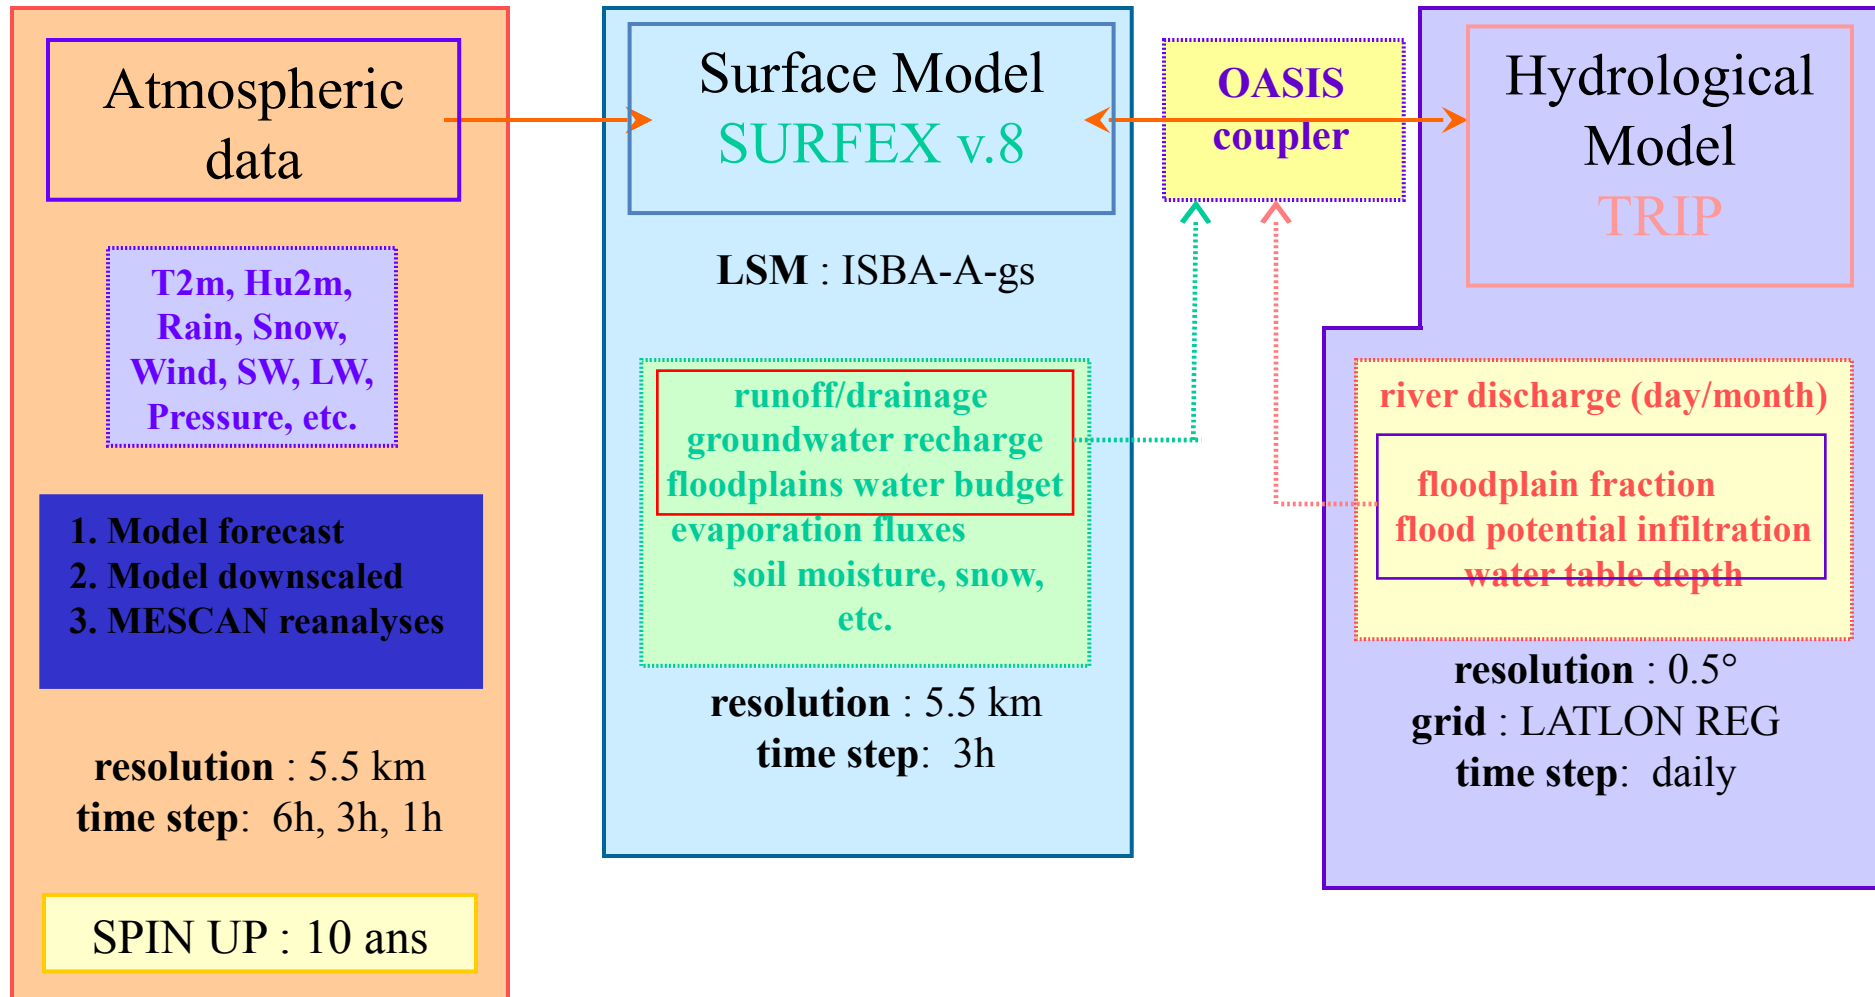 Atmospheric
data
T2m, Hu2m,
Rain, Snow,
Wind, SW, LW,
Pressure, etc.
1. Model forecast
2. Model downscaled
3. MESCAN reanalyses
resolution : 5.5 km
time step: 6h, 3h, 1h
SPIN UP : 10 ans
Surface Model
SURFEX v.8
LSM : ISBA-A-gs
runoff/drainage
groundwater recharge
floodplains water budget
evaporation fluxes
soil moisture, snow,
etc.
resolution : 5.5 km
time step: 3h
OASIS
coupler
Hydrological
Model
TRIP
river discharge (day/month)
floodplain fraction
flood potential infiltration
water table depth
resolution : 0.5°
grid : LATLON REG
time step: daily